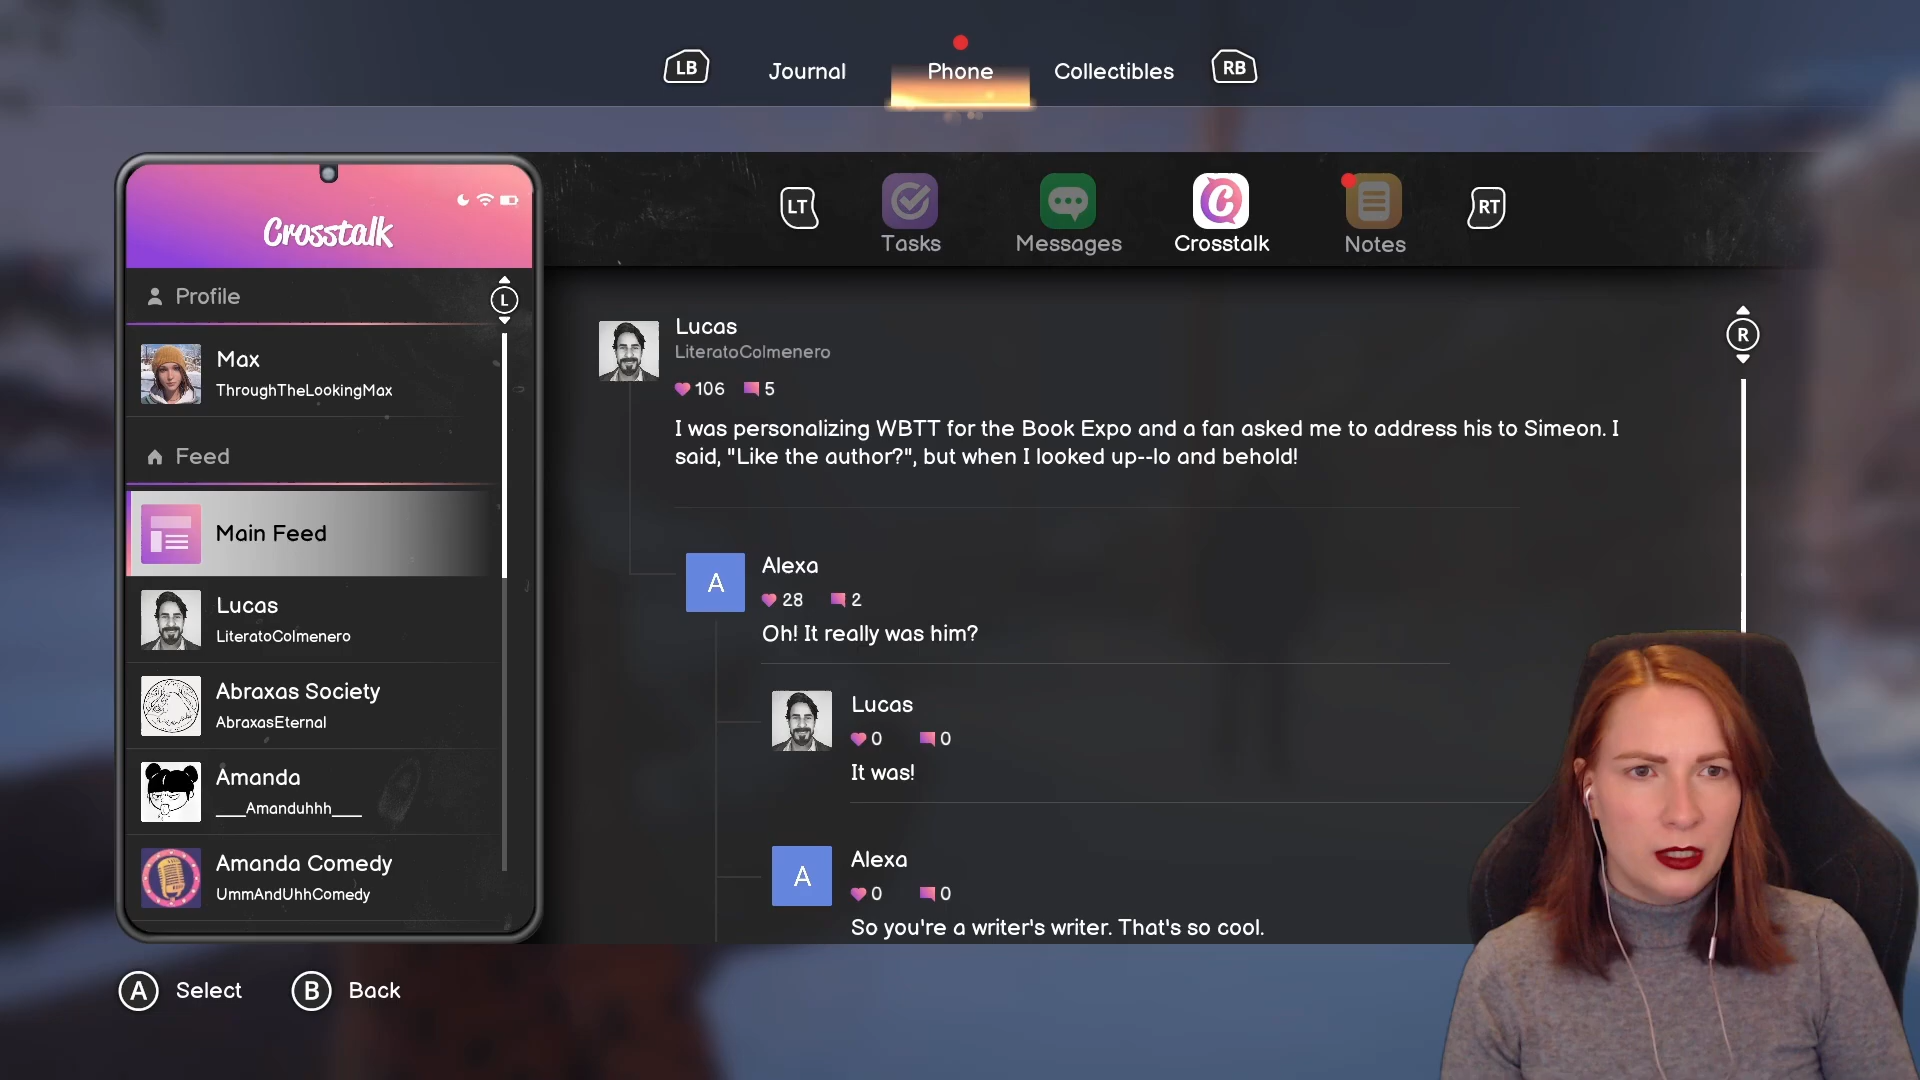 LB
Journal
Phone
Collectibles
RB
Crosstalk
LT
Tasks
Messages
Crosstalk
Notes
RT
Profile
L
Max
ThroughTheLookingMax
Feed
Main Feed
Lucas
LiteratoColmenero
Abraxas Society
AbraxasEternal
Amanda
___Amanduhhh___
Amanda Comedy
UmmAndUhhComedy
Lucas
LiteratoColmenero
106 5
R
I was personalizing WBTT for the Book Expo and a fan asked me to address his to Simeon. I
said, "Like the author?", but when I looked up--lo and behold!
A
Alexa
28 2
Oh! It really was him?
Lucas
0 0
It was!
A
Alexa
0 0
So you're a writer's writer. That's so cool.
A Select
B Back